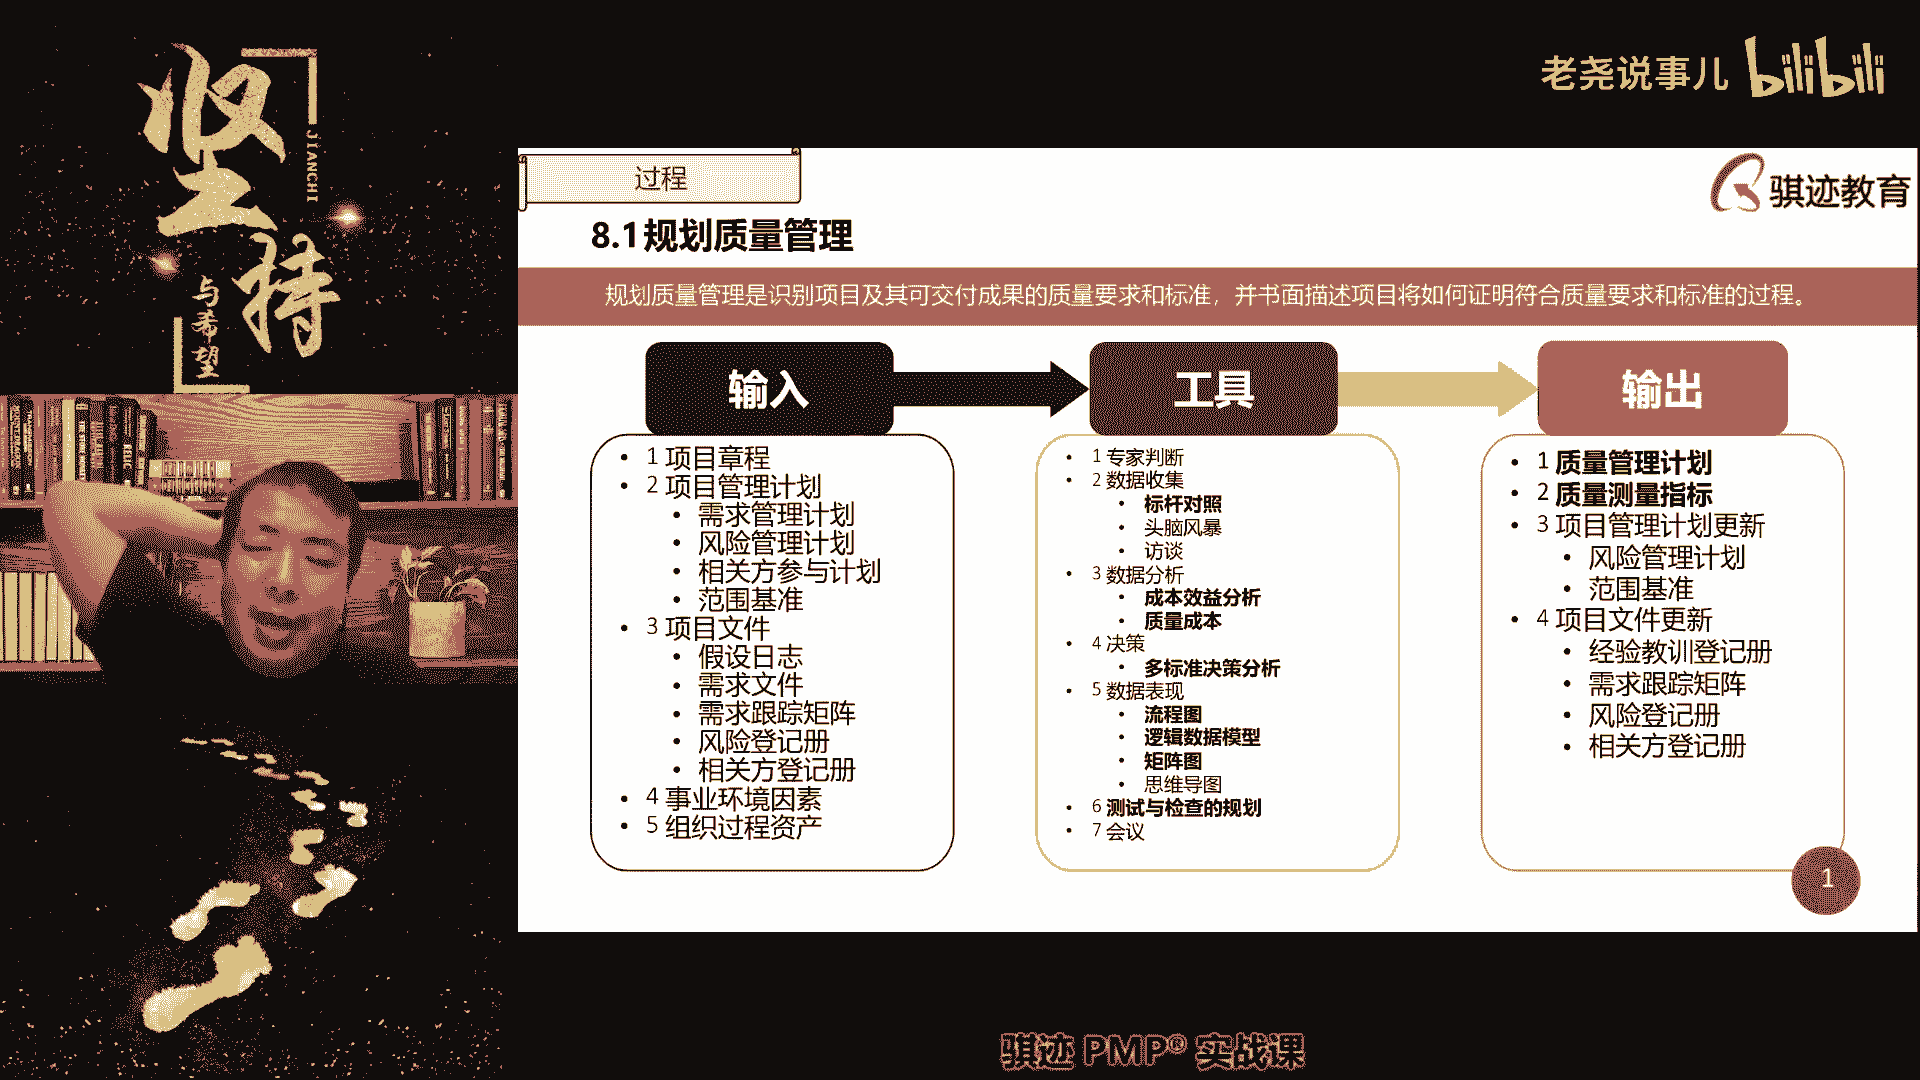 坚持
JIANCHI
与希望
老尧说事儿 bilibili
过程
骐迹教育
8.1规划质量管理
规划质量管理是识别项目及其可交付成果的质量要求和标准，并书面描述项目将如何证明符合质量要求和标准的过程。
输入
• 1 项目章程
• 2 项目管理计划
• 需求管理计划
• 风险管理计划
• 相关方参与计划
• 范围基准
• 3 项目文件
• 假设日志
• 需求文件
• 需求跟踪矩阵
• 风险登记册
• 相关方登记册
• 4 事业环境因素
• 5 组织过程资产
工具
• 1 专家判断
• 2 数据收集
• 标杆对照
• 头脑风暴
• 访谈
• 3 数据分析
• 成本效益分析
• 质量成本
• 4 决策
• 多标准决策分析
• 5 数据表现
• 流程图
• 逻辑数据模型
• 矩阵图
• 思维导图
• 6 测试与检查的规划
• 7 会议
输出
• 1 质量管理计划
• 2 质量测量指标
• 3 项目管理计划更新
• 风险管理计划
• 范围基准
• 4 项目文件更新
• 经验教训登记册
• 需求跟踪矩阵
• 风险登记册
• 相关方登记册
1
骐迹 PMP® 实战课